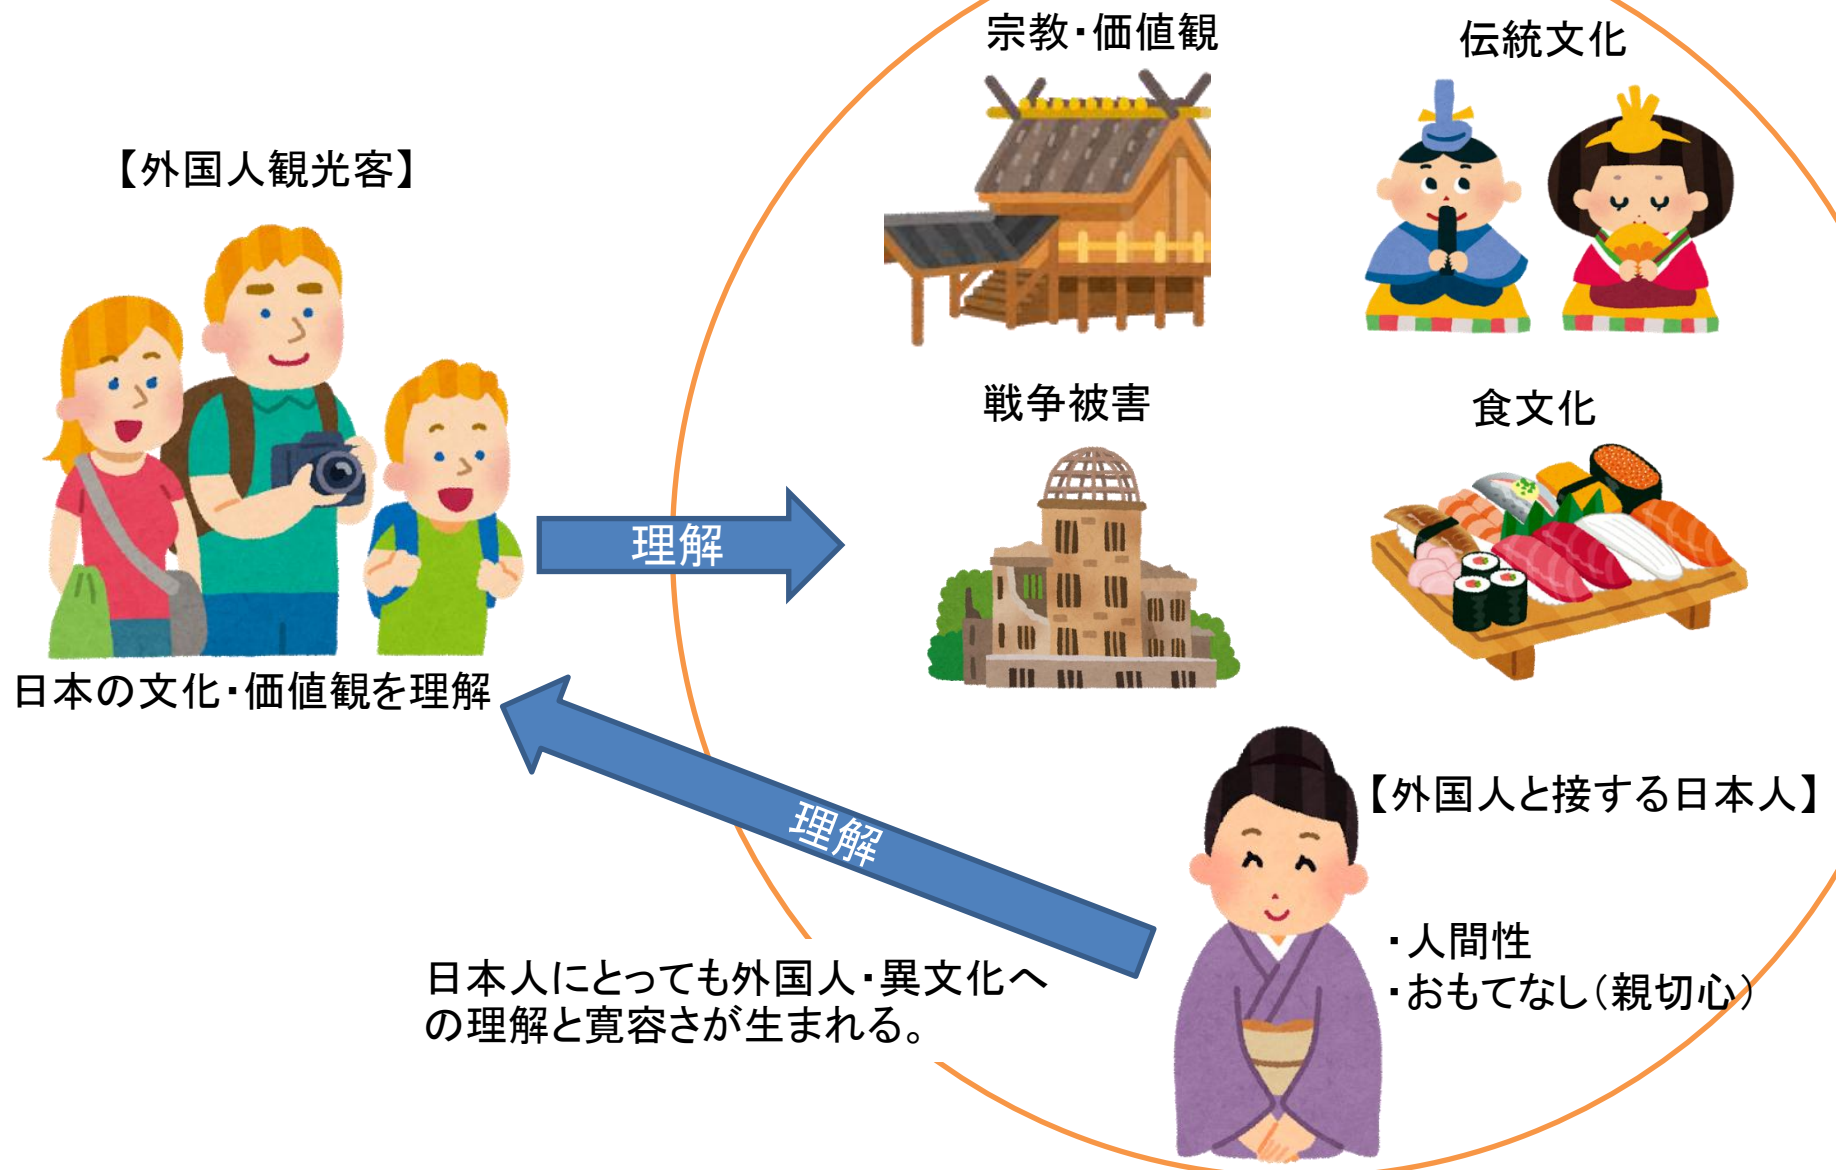 宗教・価値観
伝統文化
【外国人観光客】
戦争被害
食文化
理解
日本の文化・価値観を理解
【外国人と接する日本人】
理解
・人間性
・おもてなし（親切心）
日本人にとっても外国人・異文化へ
の理解と寛容さが生まれる。